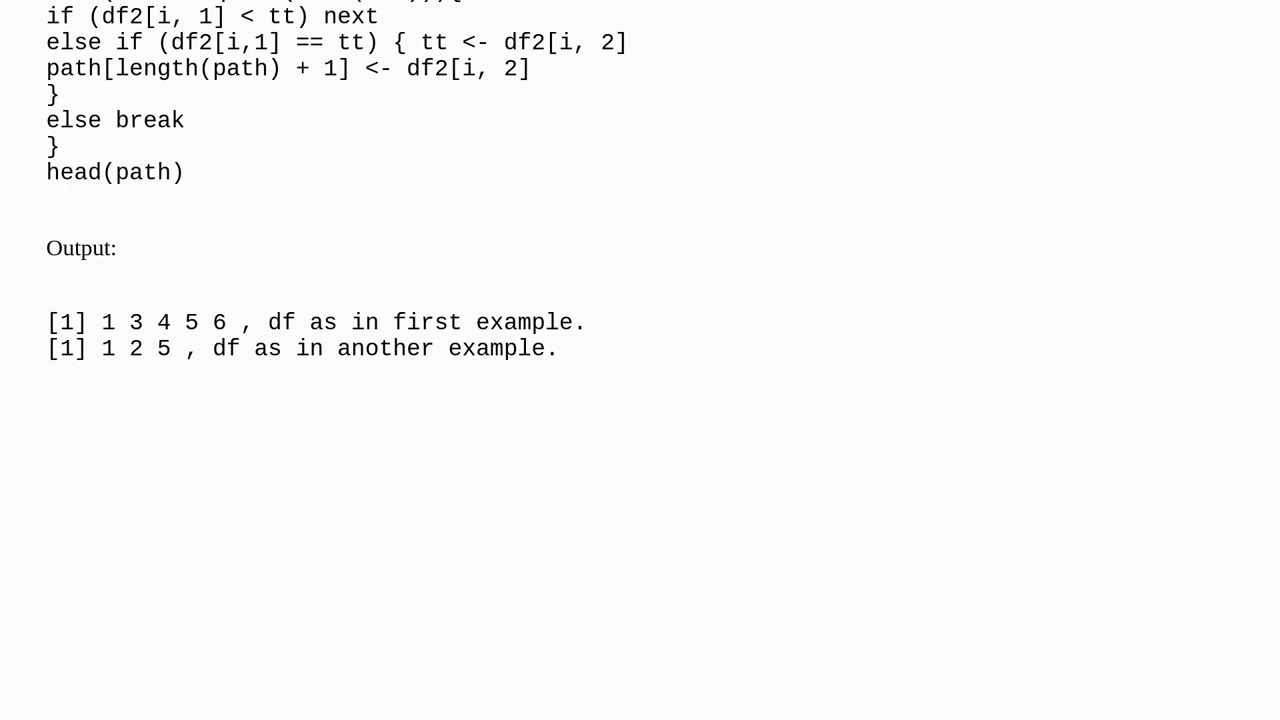 if (df2[i, 1] < tt) next
else if (df2[i,1] == tt) { tt <- df2[i, 2]
path[length(path) + 1] <- df2[i, 2]
}
else break
}
head(path)
Output:
[1] 1 3 4 5 6 , df as in first example.
[1] 1 2 5 , df as in another example.